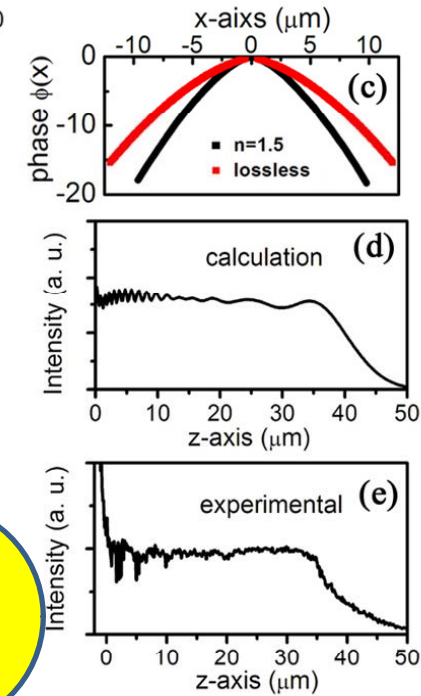 0
x-aixs (μm)
-10 -5 0 5 10
phase ϕ(x)
0
-10
-20
(c)
n=1.5
lossless
(d)
calculation
Intensity (a. u.)
0 10 20 30 40 50
z-axis (μm)
(e)
experimental
Intensity (a. u.)
0 10 20 30 40 50
z-axis (μm)